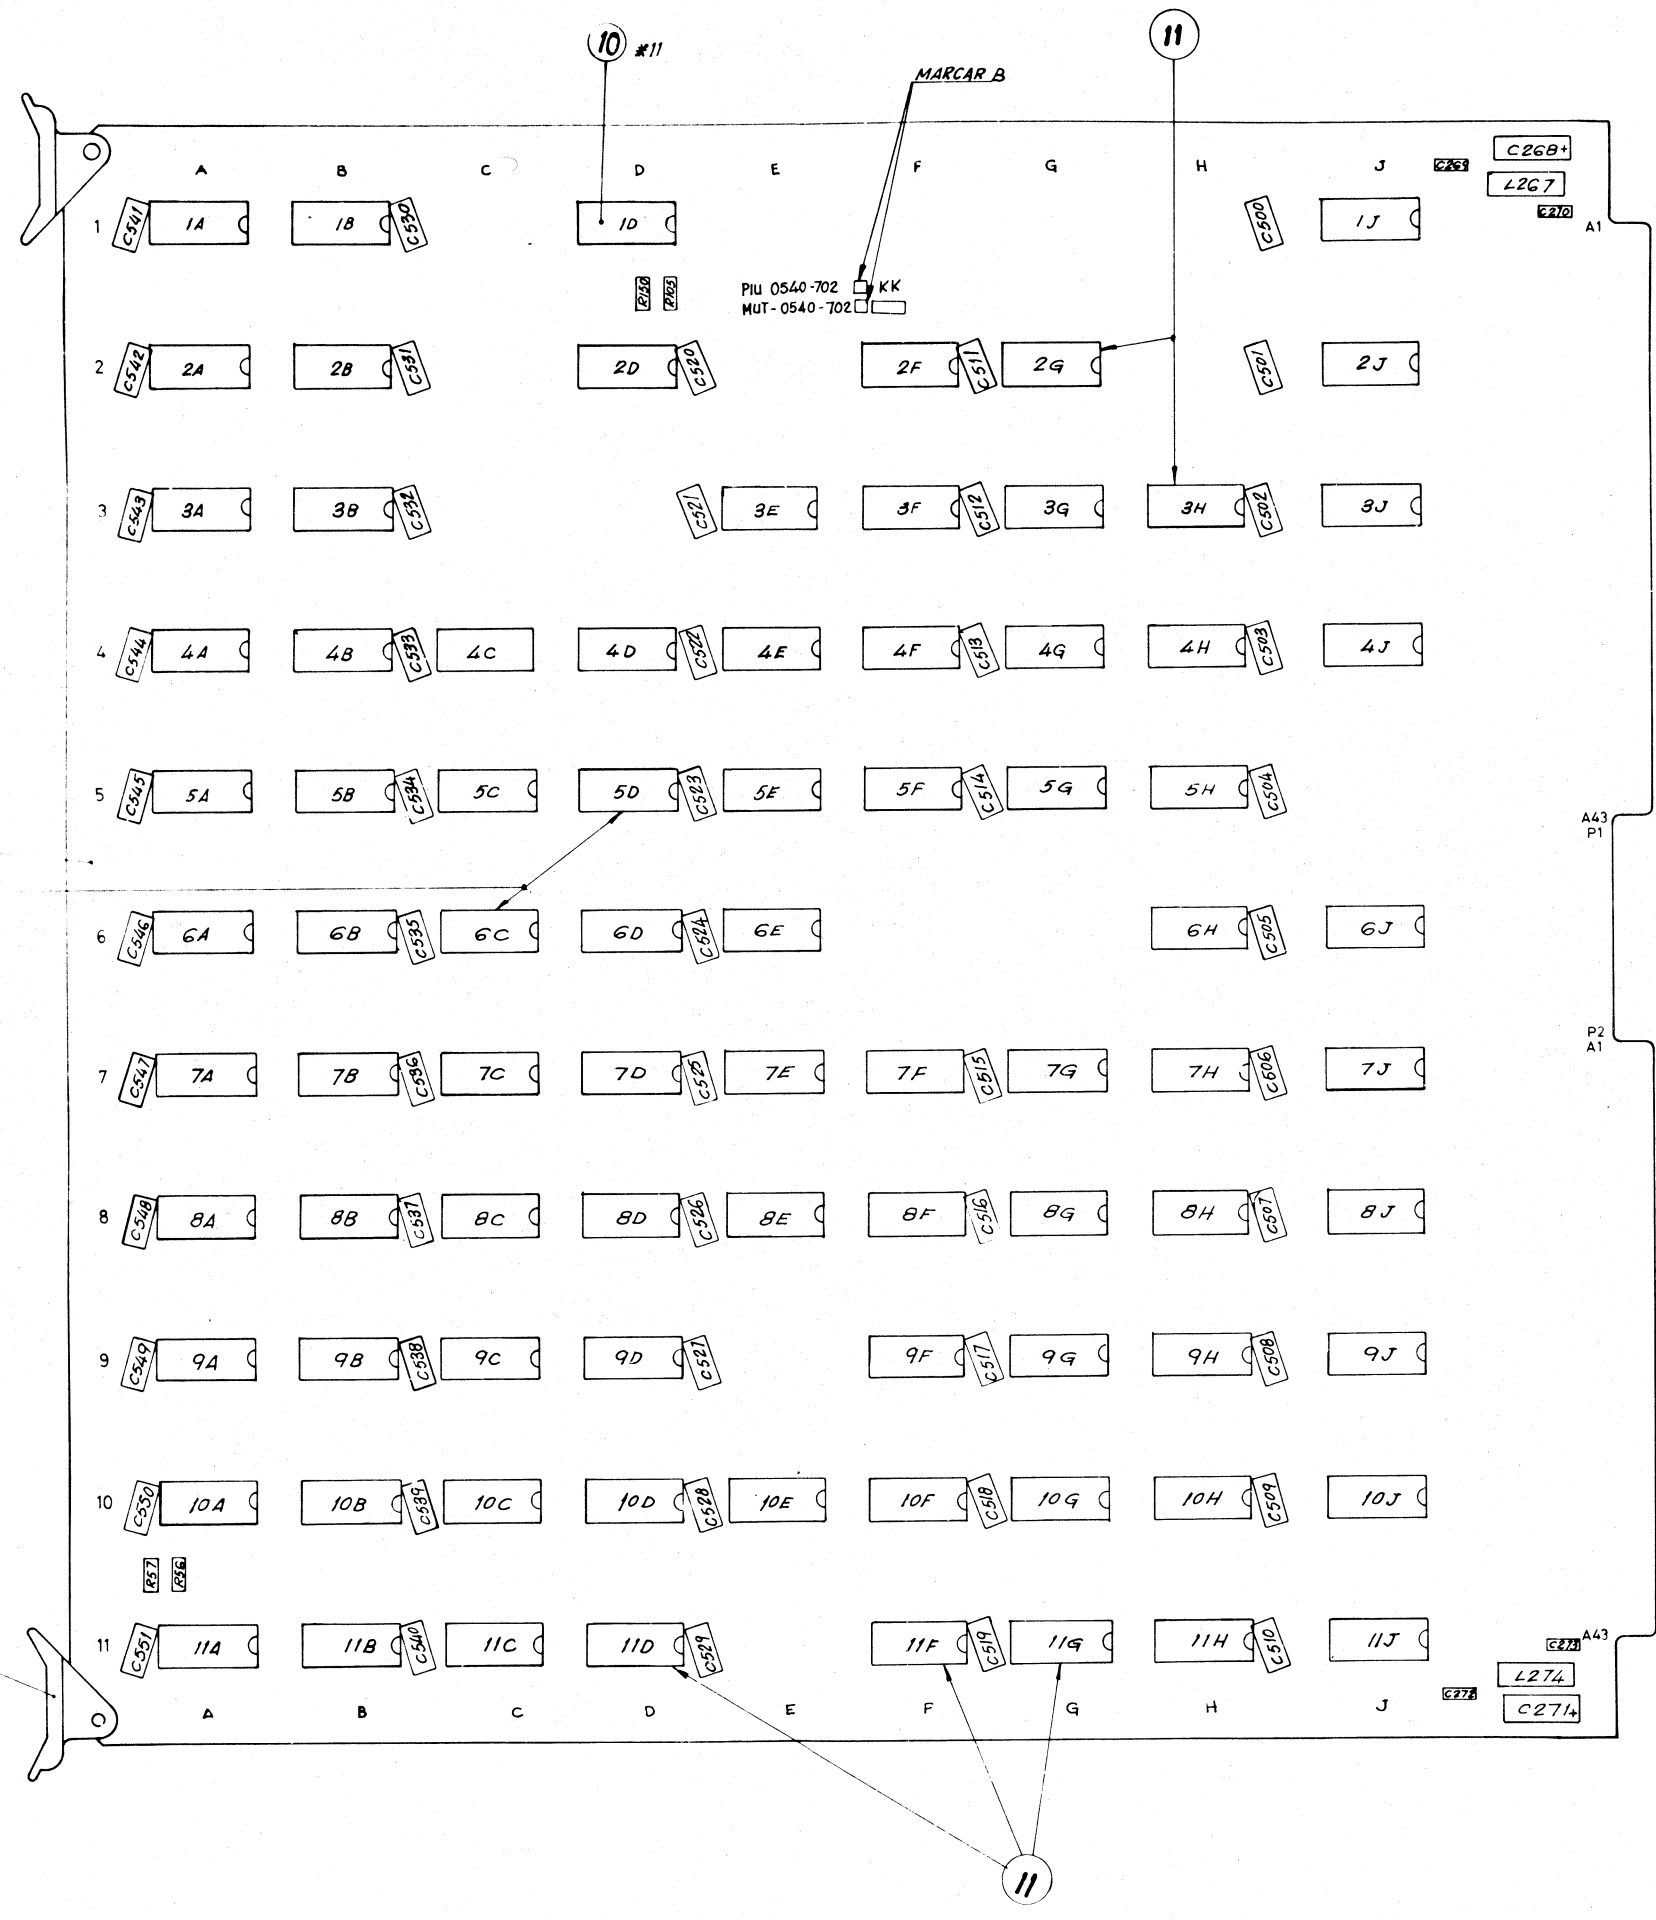 10 #11
11
MARCAR B
A B C D E F G H J C269 C268+
L267
C270
1 C541 1A 1B C530 1D C500 1J A1
R150 R105
PIU 0540-702 KK
MUT-0540-702
2 C542 2A 2B C531 2D C520 2F C511 2G C501 2J
3 C543 3A 3B C532 C521 3E 3F C512 3G 3H C502 3J
4 C544 4A 4B C533 4C 4D C522 4E 4F C513 4G 4H C503 4J
5 C545 5A 5B C534 5C 5D C523 5E 5F C514 5G 5H C504
A43
P1
6 C546 6A 6B C535 6C 6D C524 6E 6H C505 6J
P2
A1
7 C547 7A 7B C536 7C 7D C525 7E 7F C515 7G 7H C506 7J
8 C548 8A 8B C537 8C 8D C526 8E 8F C516 8G 8H C507 8J
9 C549 9A 9B C538 9C 9D C527 9F C517 9G 9H C508 9J
10 C550 10A 10B C539 10C 10D C528 10E 10F C518 10G 10H C509 10J
R57 R56
11 C551 11A 11B C540 11C 11D C529 11F C519 11G 11H C510 11J C273 A43
L274
C272
C271+
A B C D E F G H J
11